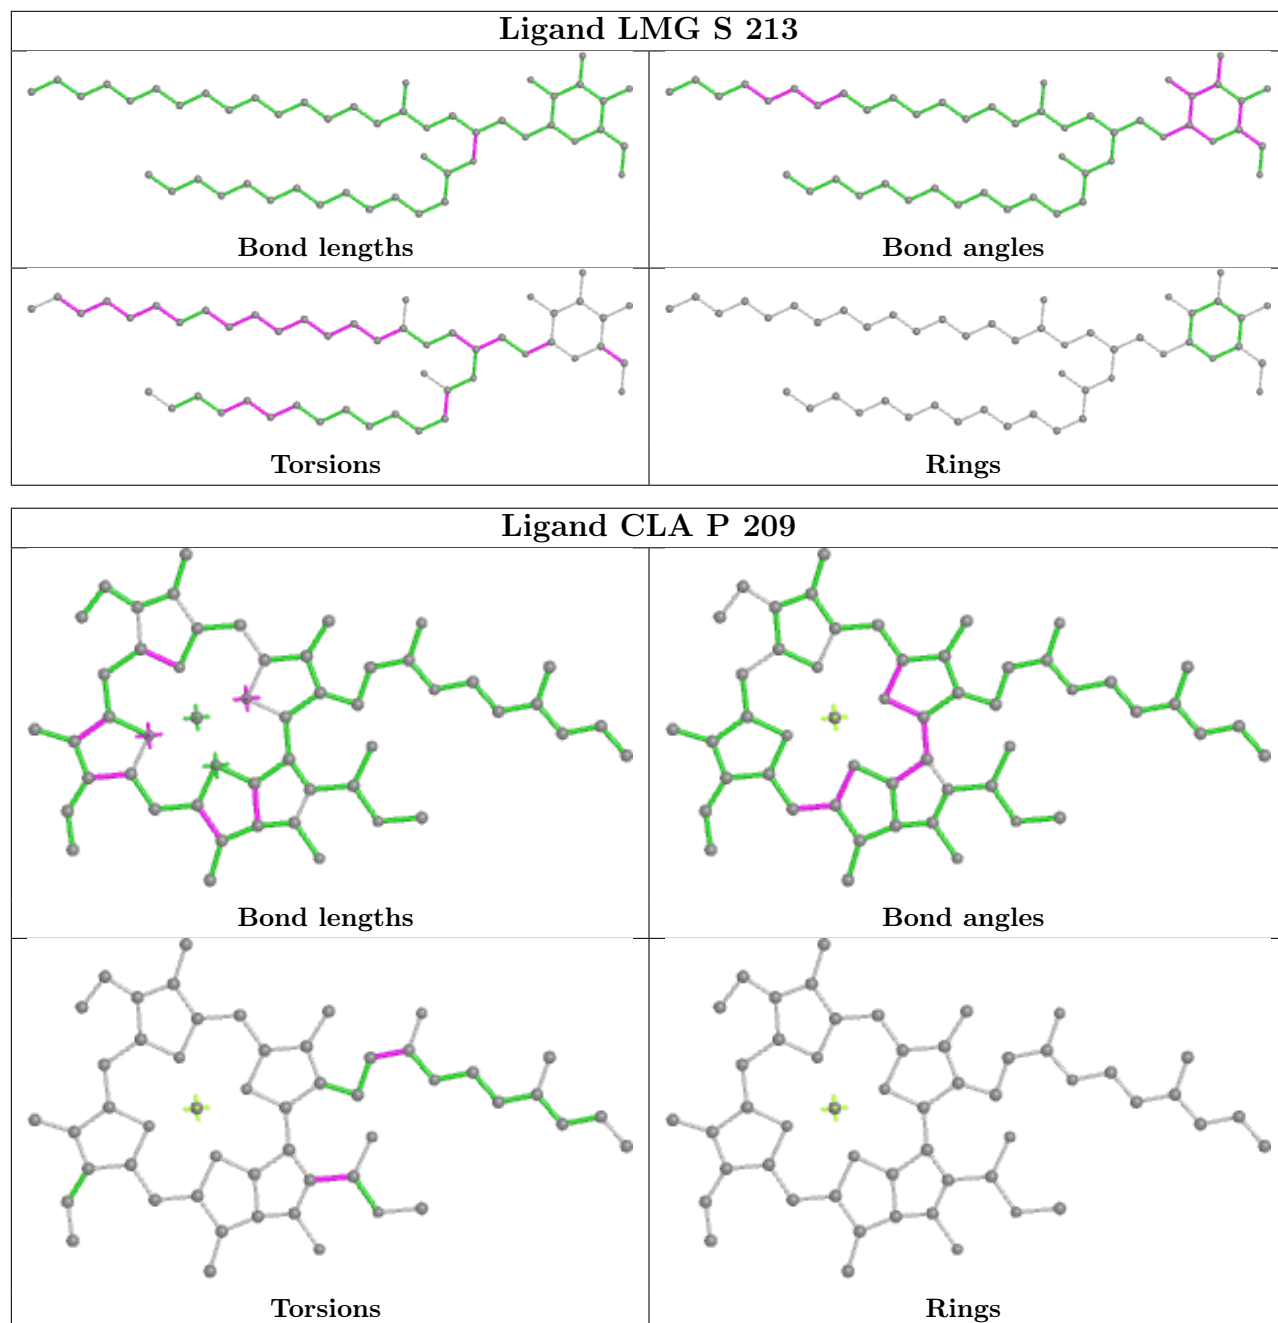 Ligand LMG S 213
Bond lengths
Bond angles
Torsions
Rings
Ligand CLA P 209
Bond lengths
Bond angles
Torsions
Rings